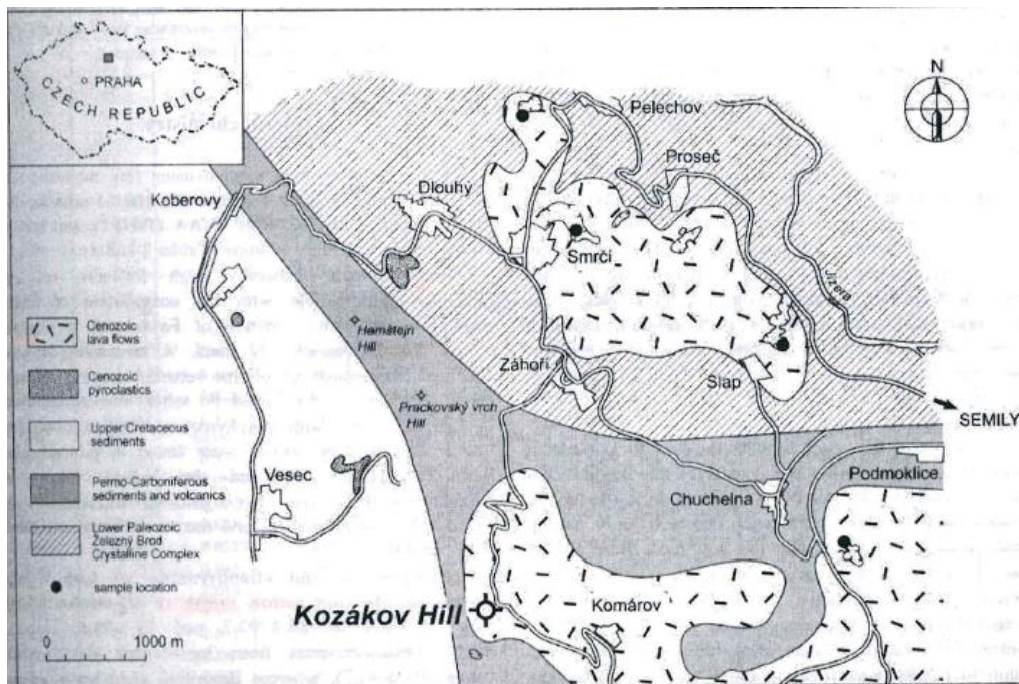 PRAHA
CZECH REPUBLIC
N
Pelechov
Proseč
Koberovy
Dlouhý
Smrčí
Jizera
Hamštejn
Hill
Cenozoic
lava flows
Záhoří
Slap
Cenozoic
pyroclastics
Prackovský vrch
Hill
SEMILY
Upper Cretaceous
sediments
Vesec
Podmoklice
Permo-Carboniferous
sediments and volcanics
Chuchelna
Lower Paleozoic
Železný Brod
Crystalline Complex
sample location
Kozákov Hill
Komárov
0 1000 m